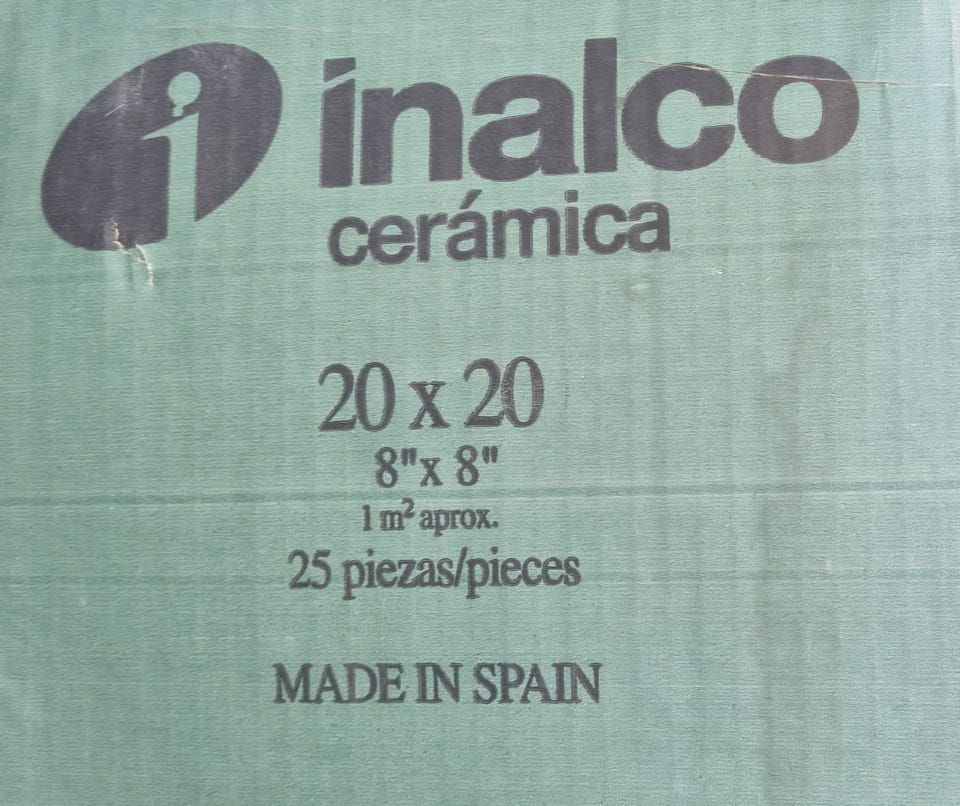 inalco
cerámica
20 x 20
8"x 8"
1 m² aprox.
25 piezas/pieces
MADE IN SPAIN